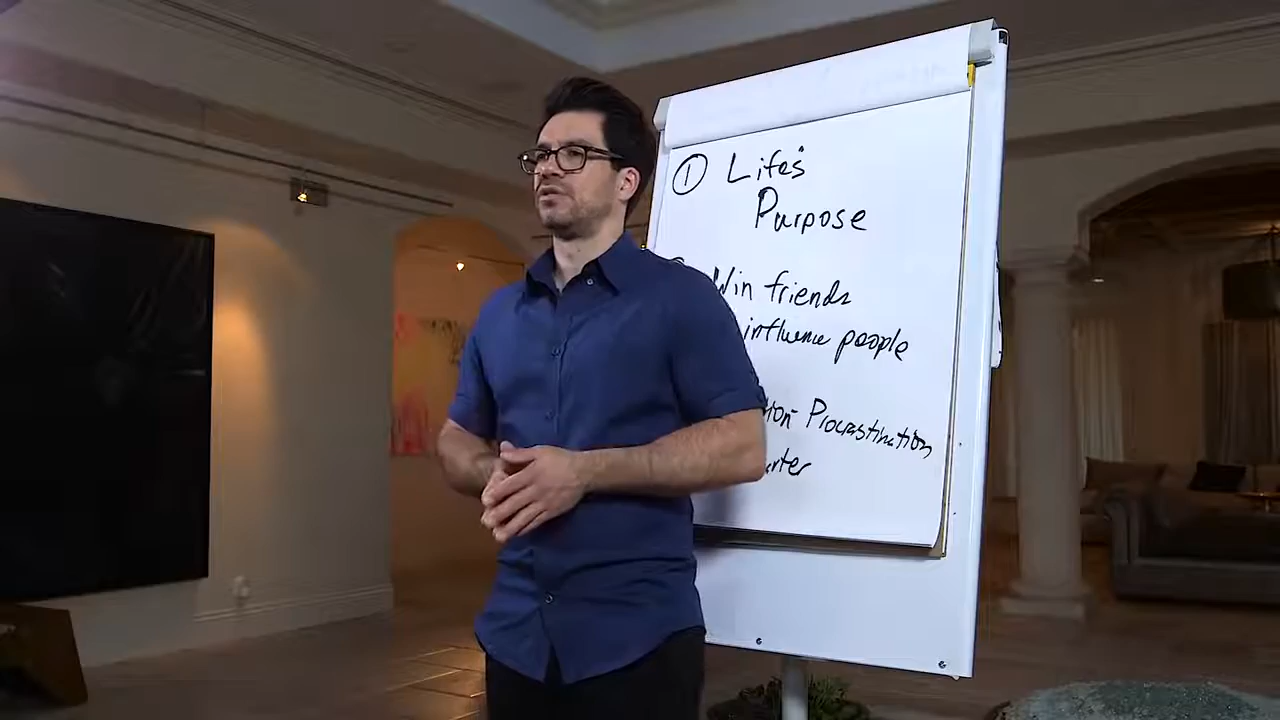 ① Life's
Purpose
Win friends
influence people
Procrastination